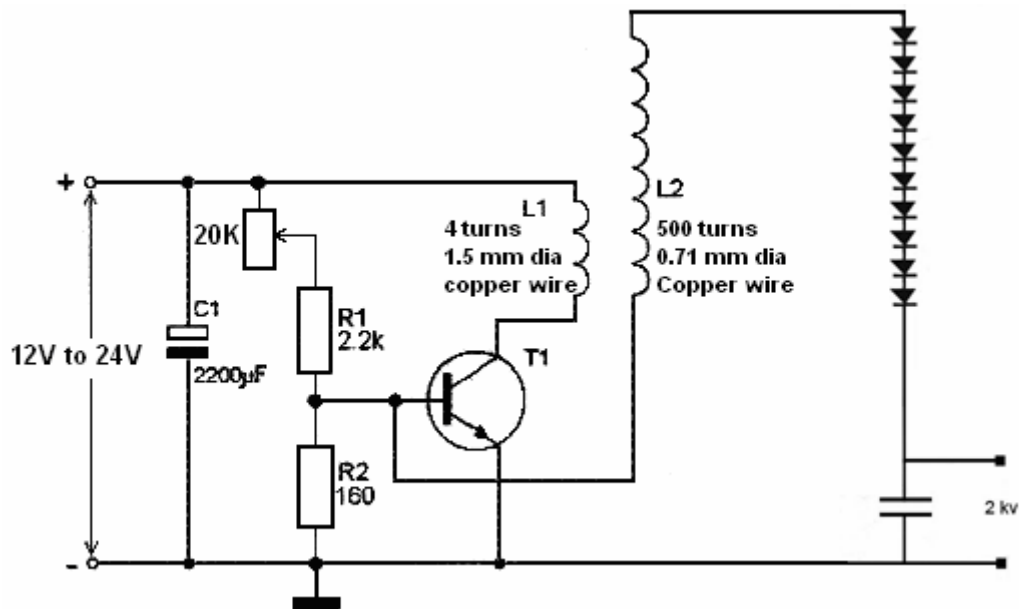 +
20K
C1
2200µF
12V to 24V
-
R1
2.2k
R2
160
T1
L1
4 turns
1.5 mm dia
copper wire
L2
500 turns
0.71 mm dia
Copper wire
2 kv